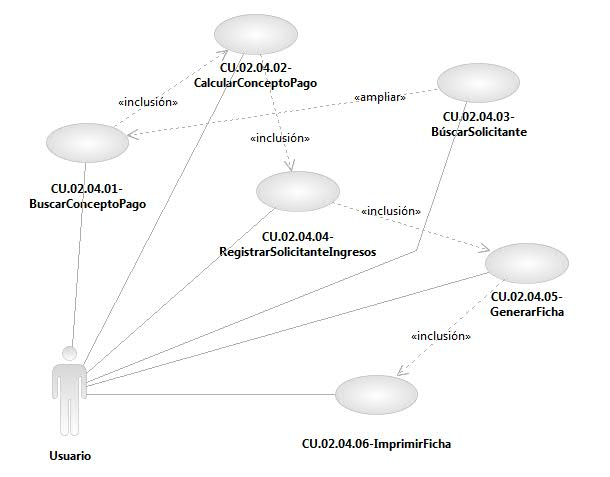 CU.02.04.02-
CalcularConceptoPago
«inclusión»
«ampliar»
CU.02.04.03-
BúscarSolicitante
«inclusión»
CU.02.04.01-
BuscarConceptoPago
«inclusión»
CU.02.04.04-
RegistrarSolicitanteIngresos
CU.02.04.05-
GenerarFicha
«inclusión»
CU.02.04.06-ImprimirFicha
Usuario